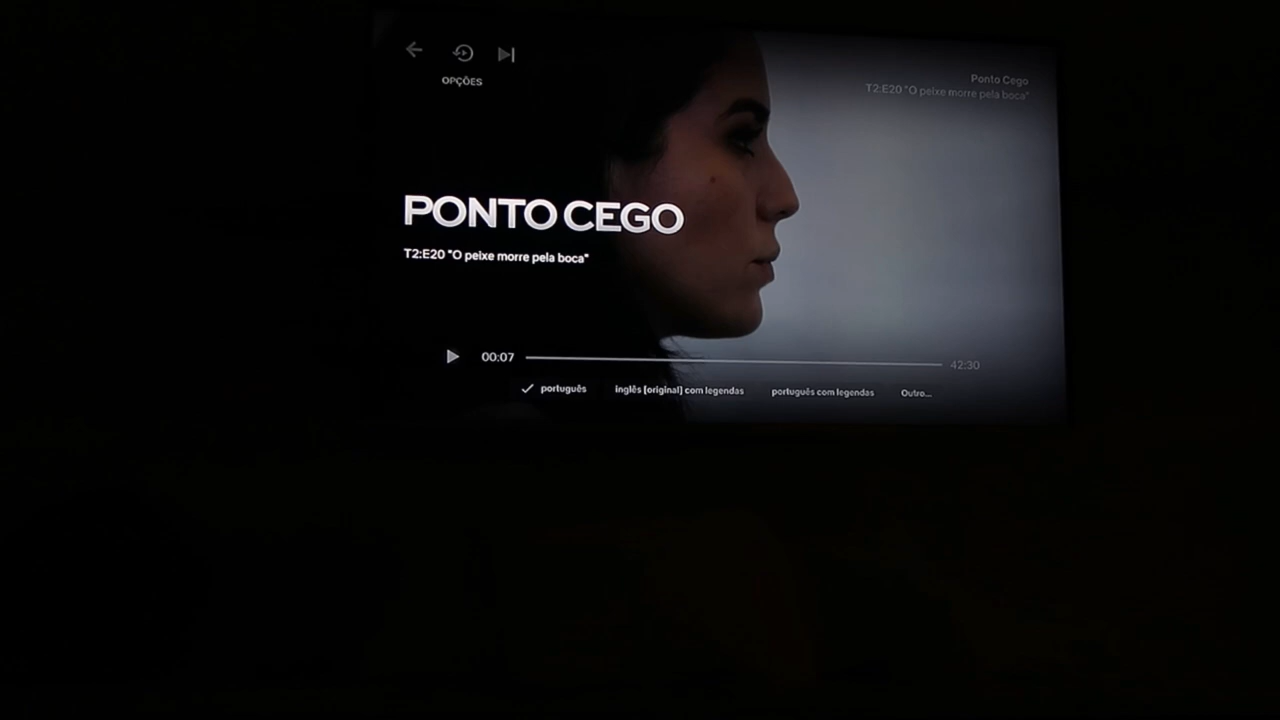 OPÇÕES
Ponto Cego
T2:E20 "O peixe morre pela boca"
PONTO CEGO
T2:E20 "O peixe morre pela boca"
00:07
42:30
português
inglês [original] com legendas
português com legendas
Outro...